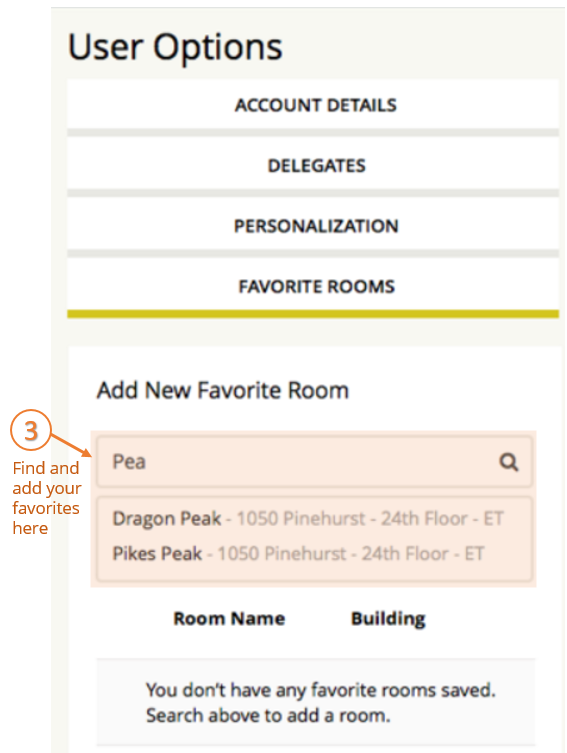 User Options
ACCOUNT DETAILS
DELEGATES
PERSONALIZATION
FAVORITE ROOMS
Add New Favorite Room
3
Find and
add your
favorites
here
Pea
Dragon Peak - 1050 Pinehurst - 24th Floor - ET
Pikes Peak - 1050 Pinehurst - 24th Floor - ET
Room Name Building
You don't have any favorite rooms saved.
Search above to add a room.